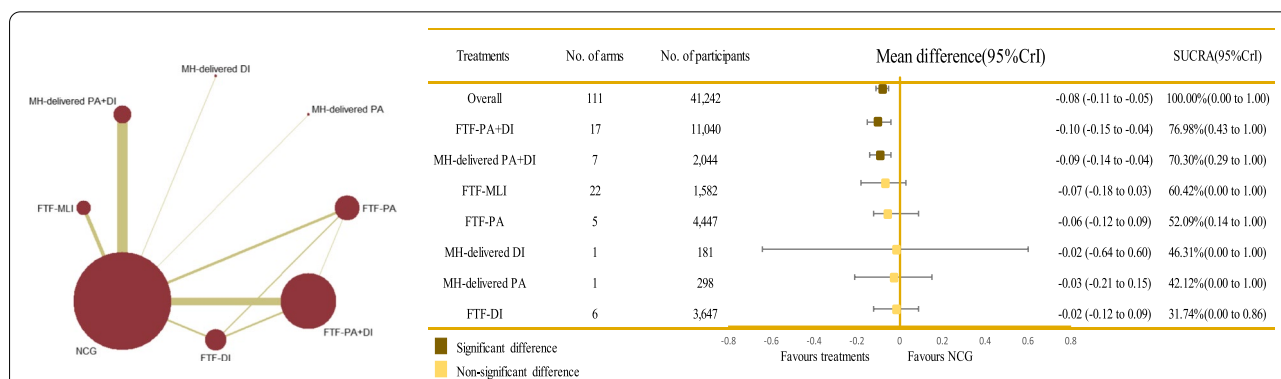 MH-delivered DI
MH-delivered PA+DI
MH-delivered PA
FTF-MLI
FTF-PA
NCG
FTF-DI
FTF-PA+DI
Treatments No. of arms No. of participants Mean difference(95%CrI) SUCRA(95%CrI)
Overall 111 41,242 -0.08 (-0.11 to -0.05) 100.00%(0.00 to 1.00)
FTF-PA+DI 17 11,040 -0.10 (-0.15 to -0.04) 76.98%(0.43 to 1.00)
MH-delivered PA+DI 7 2,044 -0.09 (-0.14 to -0.04) 70.30%(0.29 to 1.00)
FTF-MLI 22 1,582 -0.07 (-0.18 to 0.03) 60.42%(0.00 to 1.00)
FTF-PA 5 4,447 -0.06 (-0.12 to 0.09) 52.09%(0.14 to 1.00)
MH-delivered DI 1 181 -0.02 (-0.64 to 0.60) 46.31%(0.00 to 1.00)
MH-delivered PA 1 298 -0.03 (-0.21 to 0.15) 42.12%(0.00 to 1.00)
FTF-DI 6 3,647 -0.02 (-0.12 to 0.09) 31.74%(0.00 to 0.86)
-0.8 -0.6 -0.4 -0.2 0 0.2 0.4 0.6 0.8
Favours treatments Favours NCG
Significant difference
Non-significant difference